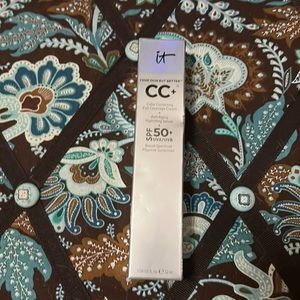 it
YOUR SKIN BUT BETTER
CC+
Color Correcting
Full Coverage Cream
+
Anti-Aging
Hydrating Serum
+
SPF 50+
UVA/UVB
Broad Spectrum
Physical Sunscreen